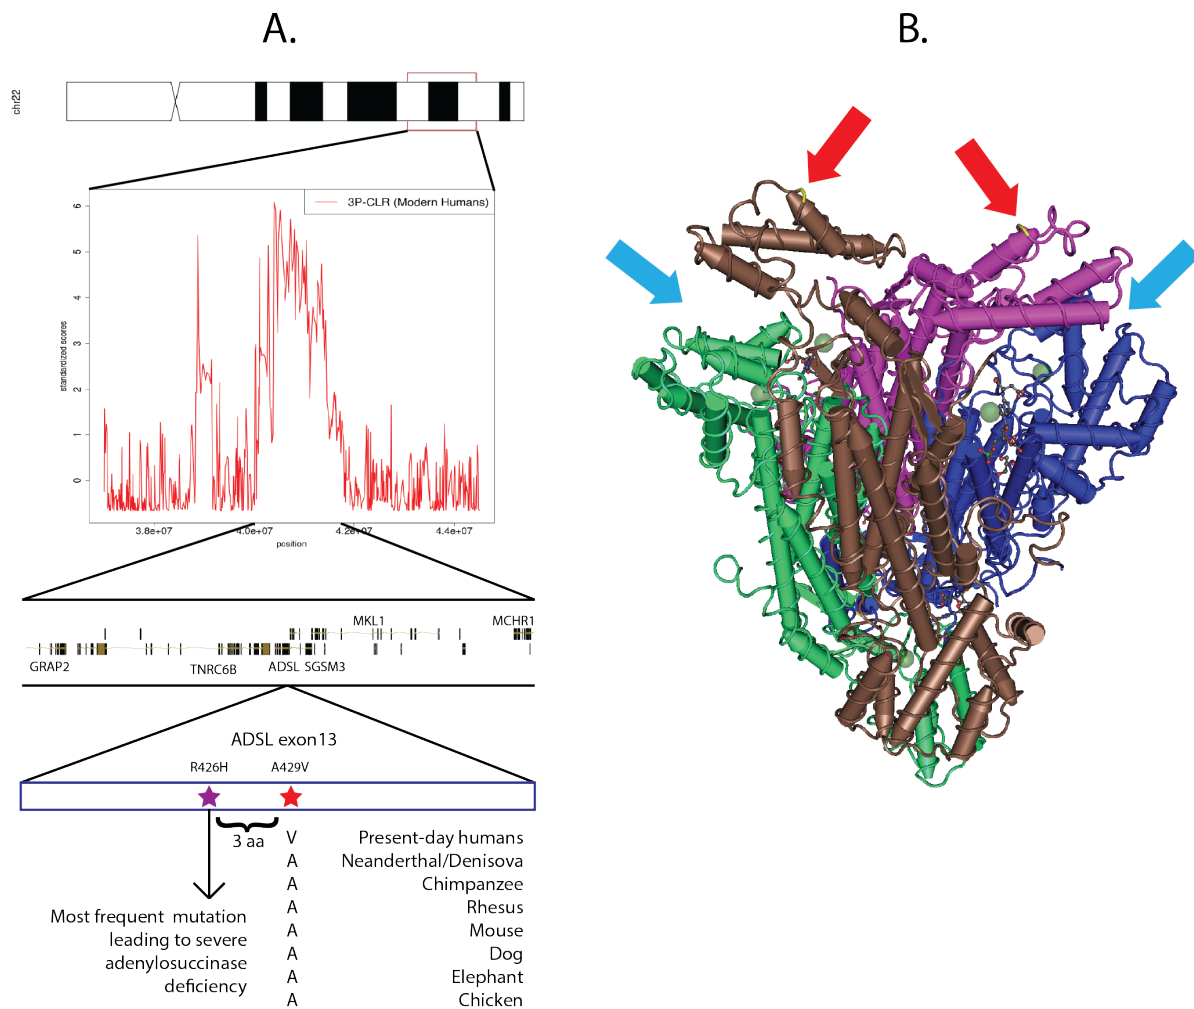 A.
B.
chr22
3P-CLR (Modern Humans)
6
5
4
3
2
1
0
standardized scores
3.8e+07 4.0e+07 4.2e+07 4.4e+07
position
MKL1 MCHR1
GRAP2 TNRC6B ADSL SGSM3
ADSL exon13
R426H A429V
3 aa
V Present-day humans
A Neanderthal/Denisova
A Chimpanzee
A Rhesus
A Mouse
A Dog
A Elephant
A Chicken
Most frequent mutation
leading to severe
adenylosuccinase
deficiency